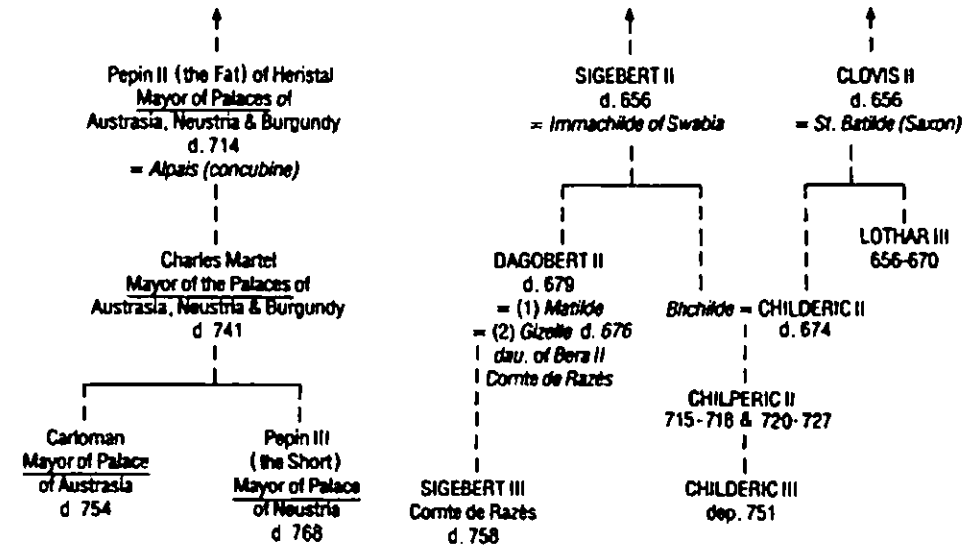 Pepin II (the Fat) of Heristal
Mayor of Palaces of
Austrasia, Neustria & Burgundy
d. 714
= Alpais (concubine)
Charles Martel
Mayor of the Palaces of
Austrasia, Neustria & Burgundy
d 741
Carloman
Mayor of Palace
of Austrasia
d 754
Pepin III
(the Short)
Mayor of Palace
of Neustria
d 768
SIGEBERT II
d. 656
= Immachilde of Swabia
DAGOBERT II
d. 679
= (1) Matilde
= (2) Gizelle d. 676
dau. of Bera II
Comte de Razès
SIGEBERT III
Comte de Razès
d. 758
CLOVIS II
d. 656
= St. Batilde (Saxon)
LOTHAR III
656-670
Bhchilde = CHILDERIC II
d. 674
CHILPERIC II
715-718 & 720-727
CHILDERIC III
dep. 751